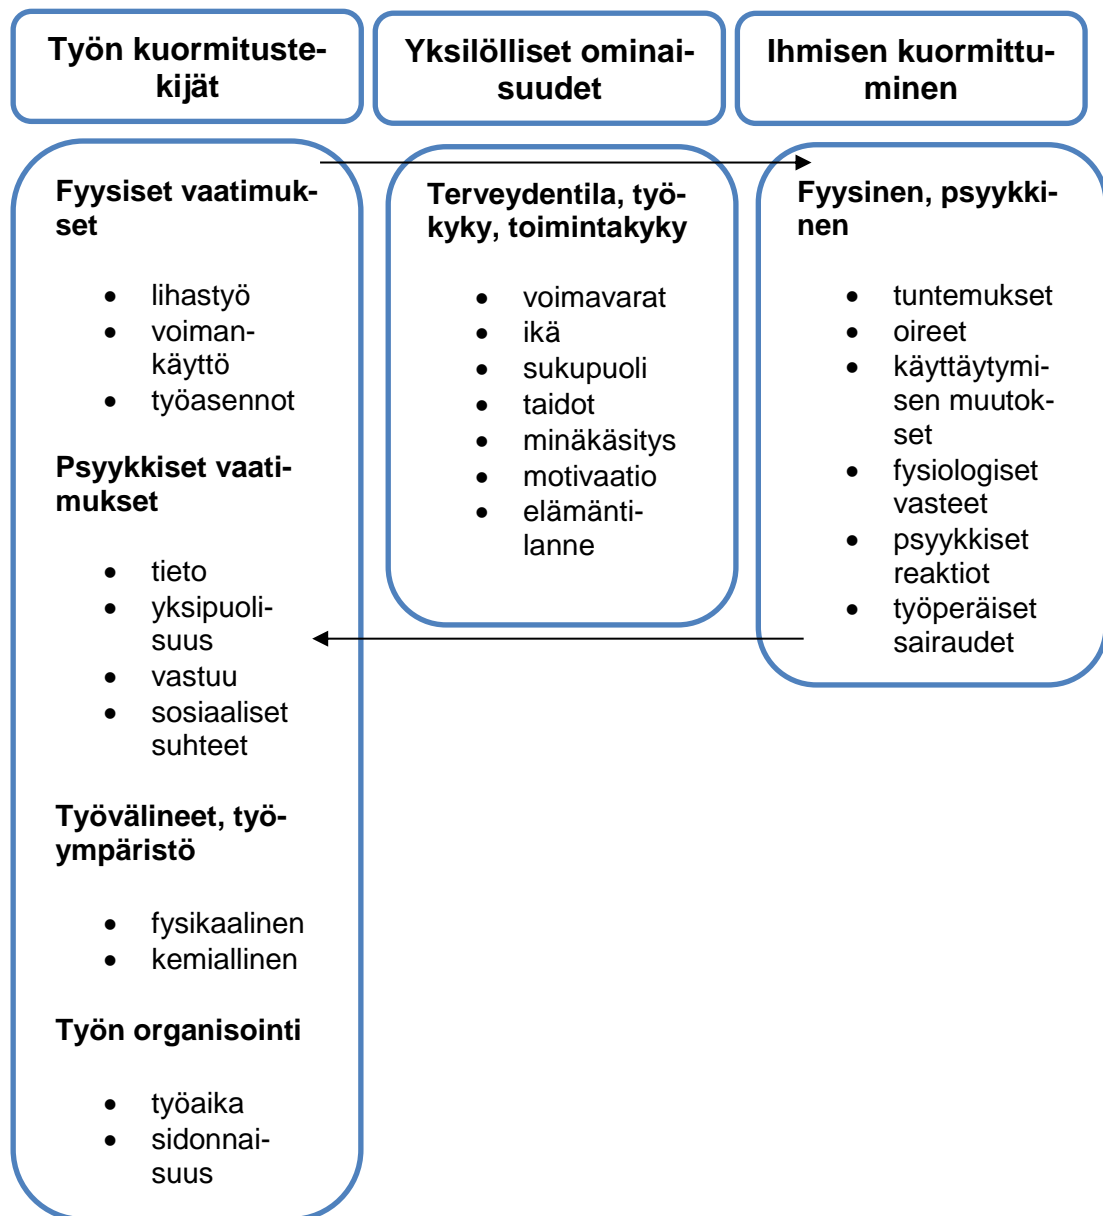 Työn kuormituste-
kijät
Yksilölliset ominai-
suudet
Ihmisen kuormittu-
minen
Fyysiset vaatimuk-
set
lihastyö
voiman-
käyttö
työasennot
Psyykkiset vaati-
mukset
tieto
yksipuoli-
suus
vastuu
sosiaaliset
suhteet
Työvälineet, työ-
ympäristö
fysikaalinen
kemiallinen
Työn organisointi
työaika
sidonnai-
suus
Terveydentila, työ-
kyky, toimintakyky
voimavarat
ikä
sukupuoli
taidot
minäkäsitys
motivaatio
elämänti-
lanne
Fyysinen, psyykki-
nen
tuntemukset
oireet
käyttäytymi-
sen muutok-
set
fysiologiset
vasteet
psyykkiset
reaktiot
työperäiset
sairaudet